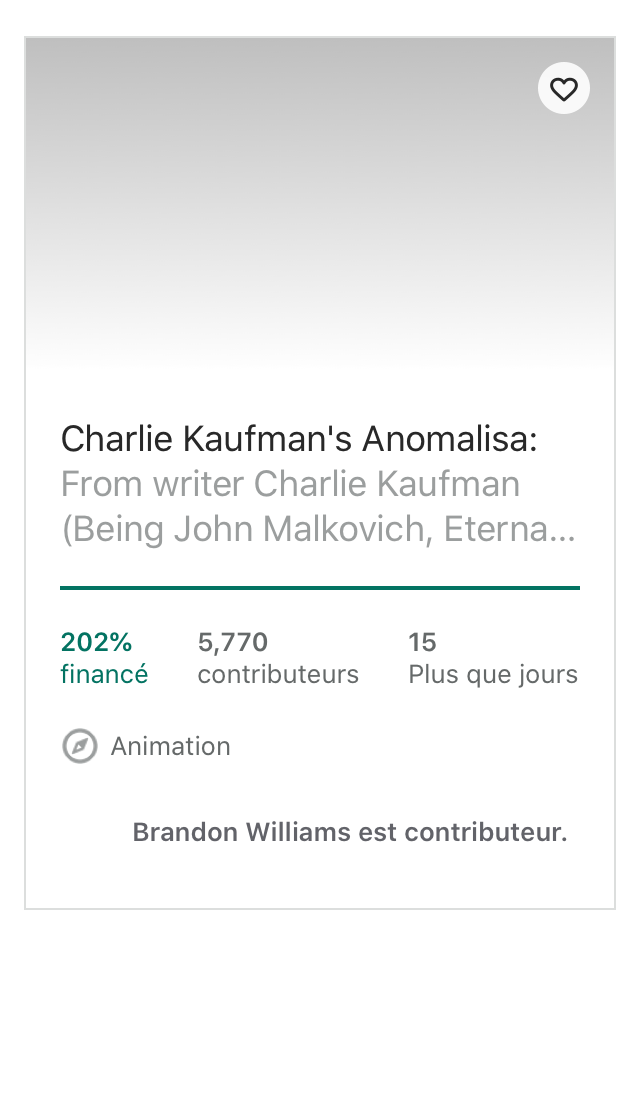 Charlie Kaufman's Anomalisa:
From writer Charlie Kaufman
(Being John Malkovich, Eterna...
202% 5,770 15
financé contributeurs Plus que jours
Animation
Brandon Williams est contributeur.